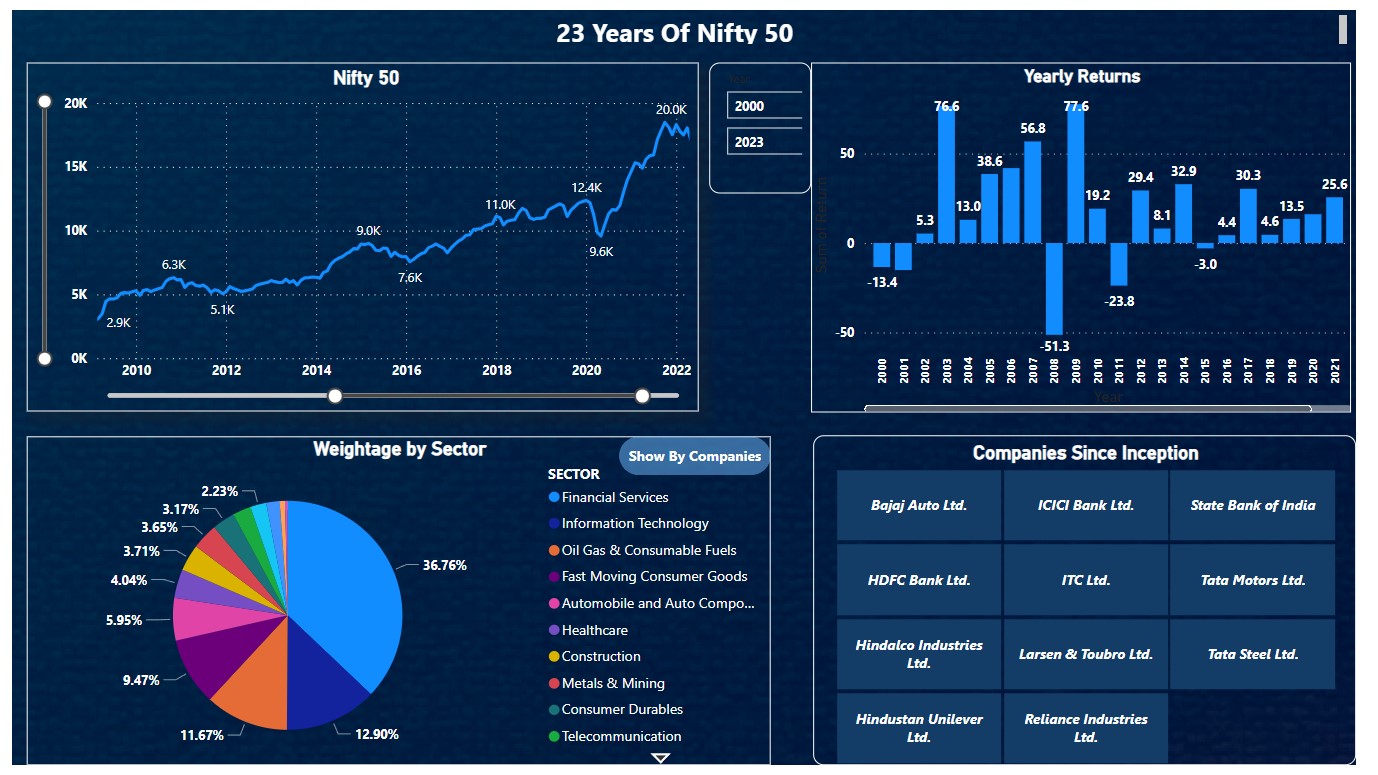 23 Years Of Nifty 50
Nifty 50
20K
15K
10K
5K
0K
2.9K
6.3K
5.1K
9.0K
7.6K
11.0K
12.4K
9.6K
20.0K
2010
2012
2014
2016
2018
2020
2022
Year
2000
2023
Yearly Returns
Sum of Return
50
0
-50
-13.4
5.3
76.6
13.0
38.6
56.8
-51.3
77.6
19.2
-23.8
29.4
8.1
32.9
-3.0
4.4
30.3
4.6
13.5
25.6
2000
2001
2002
2003
2004
2005
2006
2007
2008
2009
2010
2011
2012
2013
2014
2015
2016
2017
2018
2019
2020
2021
Year
Weightage by Sector
Show By Companies
2.23%
3.17%
3.65%
3.71%
4.04%
5.95%
9.47%
11.67%
12.90%
36.76%
SECTOR
Financial Services
Information Technology
Oil Gas & Consumable Fuels
Fast Moving Consumer Goods
Automobile and Auto Compo...
Healthcare
Construction
Metals & Mining
Consumer Durables
Telecommunication
Companies Since Inception
Bajaj Auto Ltd.
ICICI Bank Ltd.
State Bank of India
HDFC Bank Ltd.
ITC Ltd.
Tata Motors Ltd.
Hindalco Industries
Ltd.
Larsen & Toubro Ltd.
Tata Steel Ltd.
Hindustan Unilever
Ltd.
Reliance Industries
Ltd.